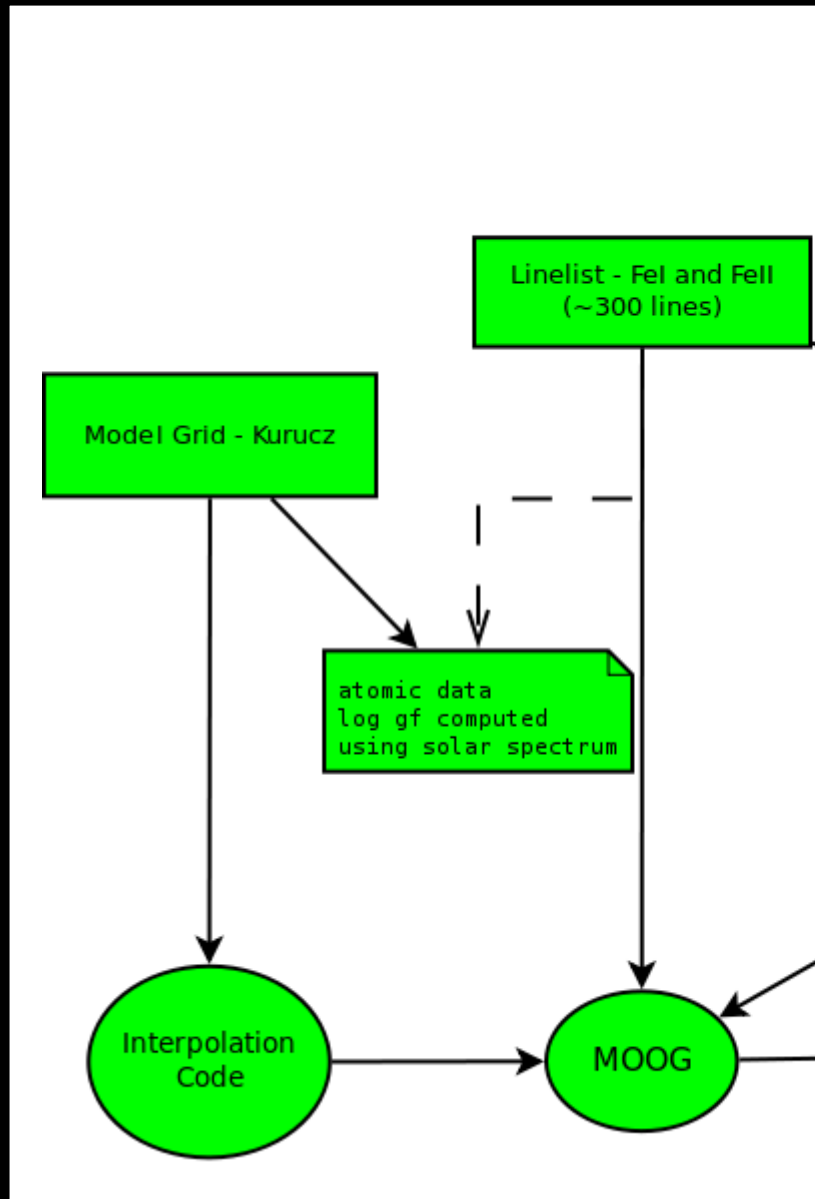 Linelist - FeI and FeII
(~300 lines)
Model Grid - Kurucz
atomic data
log gf computed
using solar spectrum
Interpolation
Code
MOOG